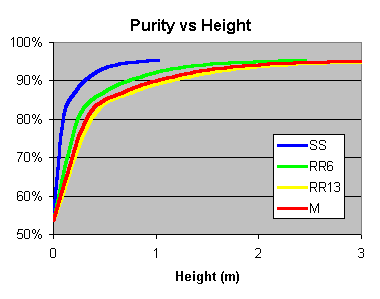 Purity vs Height
100%
90%
80%
70%
60%
50%
SS
RR6
RR13
M
0 1 2 3
Height (m)